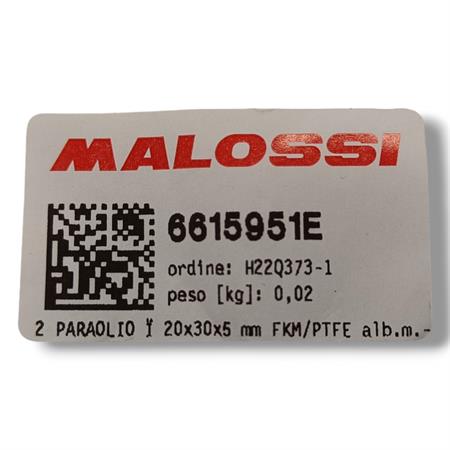 MALOSSI
6615951E
ordine: H22Q373-1
peso [kg]: 0,02
2 PARAOLIO 20x30x5 mm FKM/PTFE alb.m.-